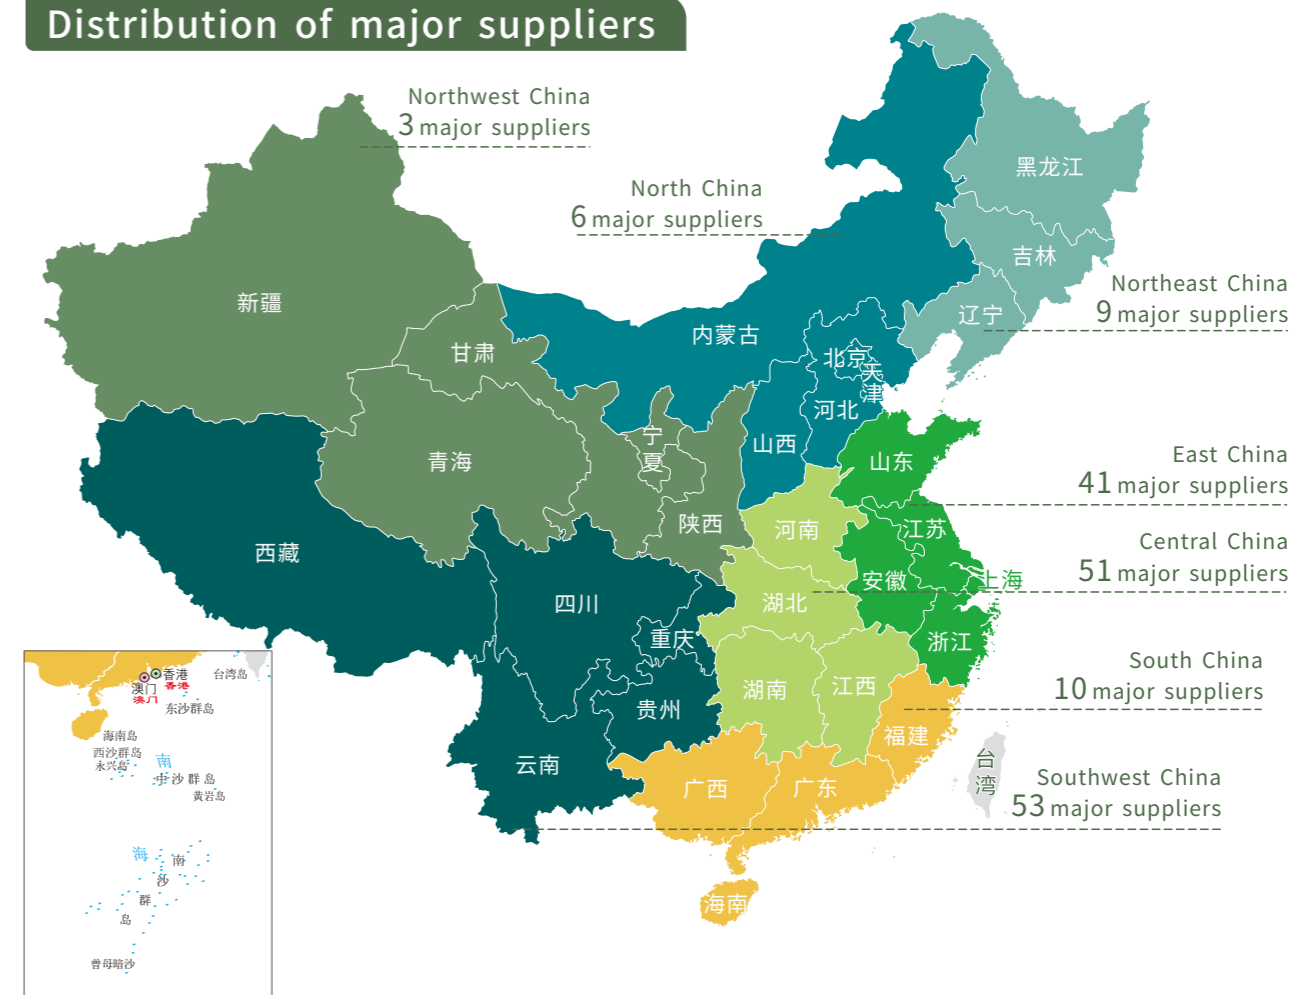 Distribution of major suppliers
Northwest China
3 major suppliers
North China
6 major suppliers
Northeast China
9 major suppliers
East China
41 major suppliers
Central China
51 major suppliers
South China
10 major suppliers
Southwest China
53 major suppliers
黑龙江
吉林
辽宁
新疆
内蒙古
甘肃
北京
天津
河北
宁夏
山西
山东
青海
陕西
河南
江苏
西藏
安徽
上海
四川
湖北
重庆
浙江
湖南
江西
贵州
福建
云南
广西
广东
台湾
海南
香港
香港
澳门
澳门
台湾岛
东沙群岛
海南岛
西沙群岛
永兴岛
南
中沙群岛
黄岩岛
海
南
沙
群
岛
曾母暗沙